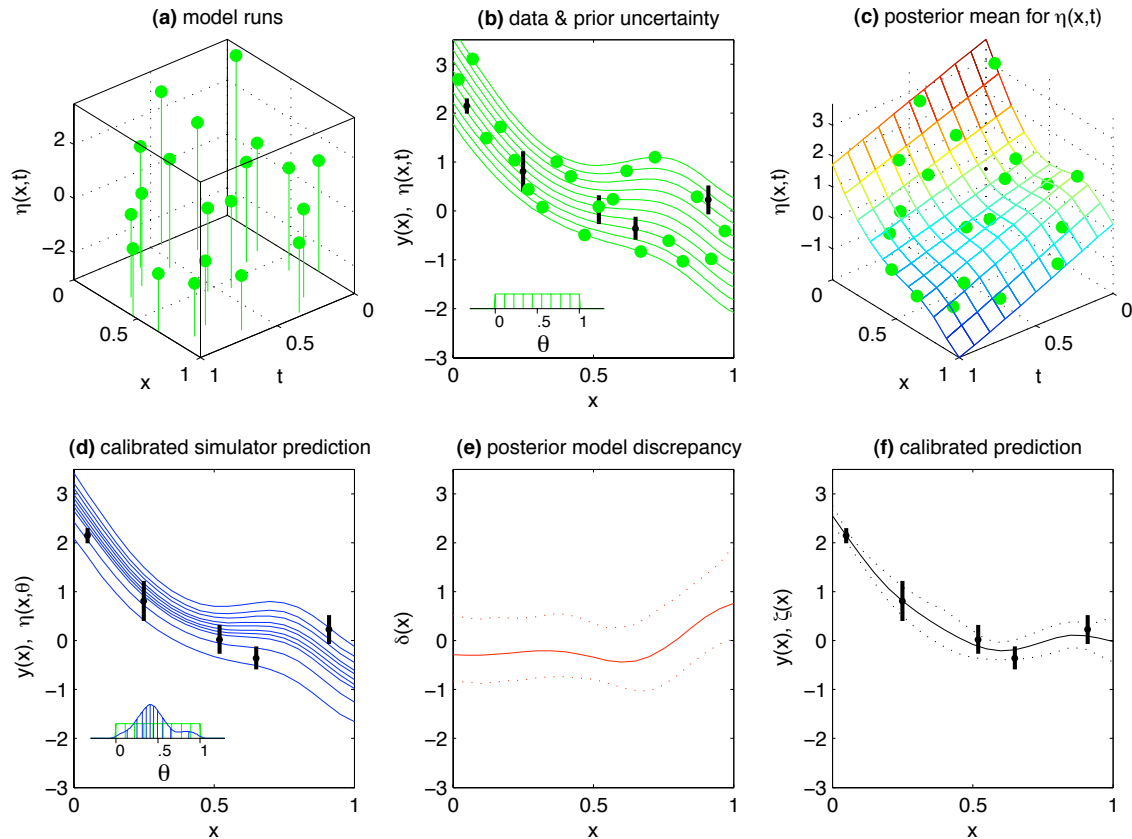 (a) model runs
η(x,t)
2
0
−2
0
0.5
1
x
1
0.5
0
t
(b) data & prior uncertainty
y(x), η(x,t)
3
2
1
0
−1
−2
−3
0 .5 1
θ
0 0.5 1
x
(c) posterior mean for η(x,t)
η(x,t)
3
2
1
0
−1
0
0.5
1
x
1
0.5
0
t
(d) calibrated simulator prediction
y(x), η(x,θ)
3
2
1
0
−1
−2
−3
0 .5 1
θ
0 0.5 1
x
(e) posterior model discrepancy
δ(x)
3
2
1
0
−1
−2
−3
0 0.5 1
x
(f) calibrated prediction
y(x), ζ(x)
3
2
1
0
−1
−2
−3
0 0.5 1
x